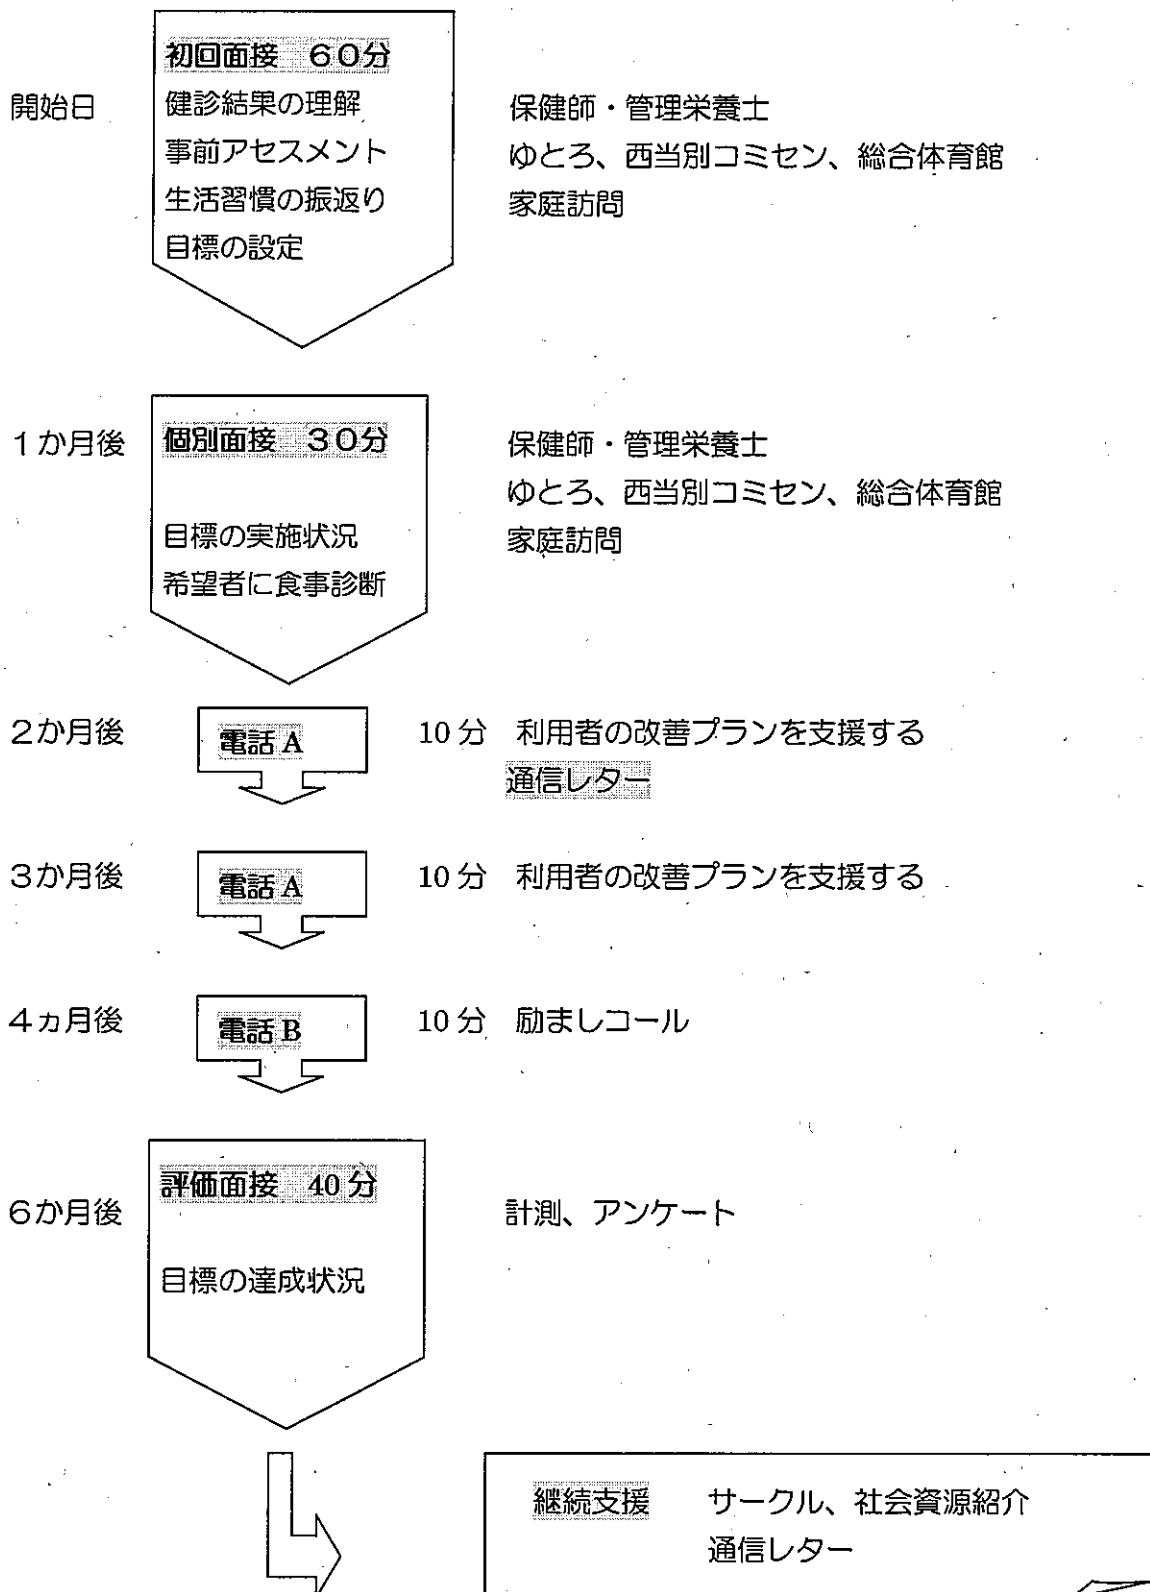 初回面接 60分
開始日 健診結果の理解 保健師・管理栄養士
事前アセスメント ゆとろ、西当別コミセン、総合体育館
生活習慣の振返り 家庭訪問
目標の設定
1か月後 個別面接 30分 保健師・管理栄養士
ゆとろ、西当別コミセン、総合体育館
目標の実施状況 家庭訪問
希望者に食事診断
2か月後 電話A 10分 利用者の改善プランを支援する
通信レター
3か月後 電話A 10分 利用者の改善プランを支援する
4ヵ月後 電話B 10分 励ましコール
評価面接 40分
6か月後 計測、アンケート
目標の達成状況
継続支援 サークル、社会資源紹介
通信レター